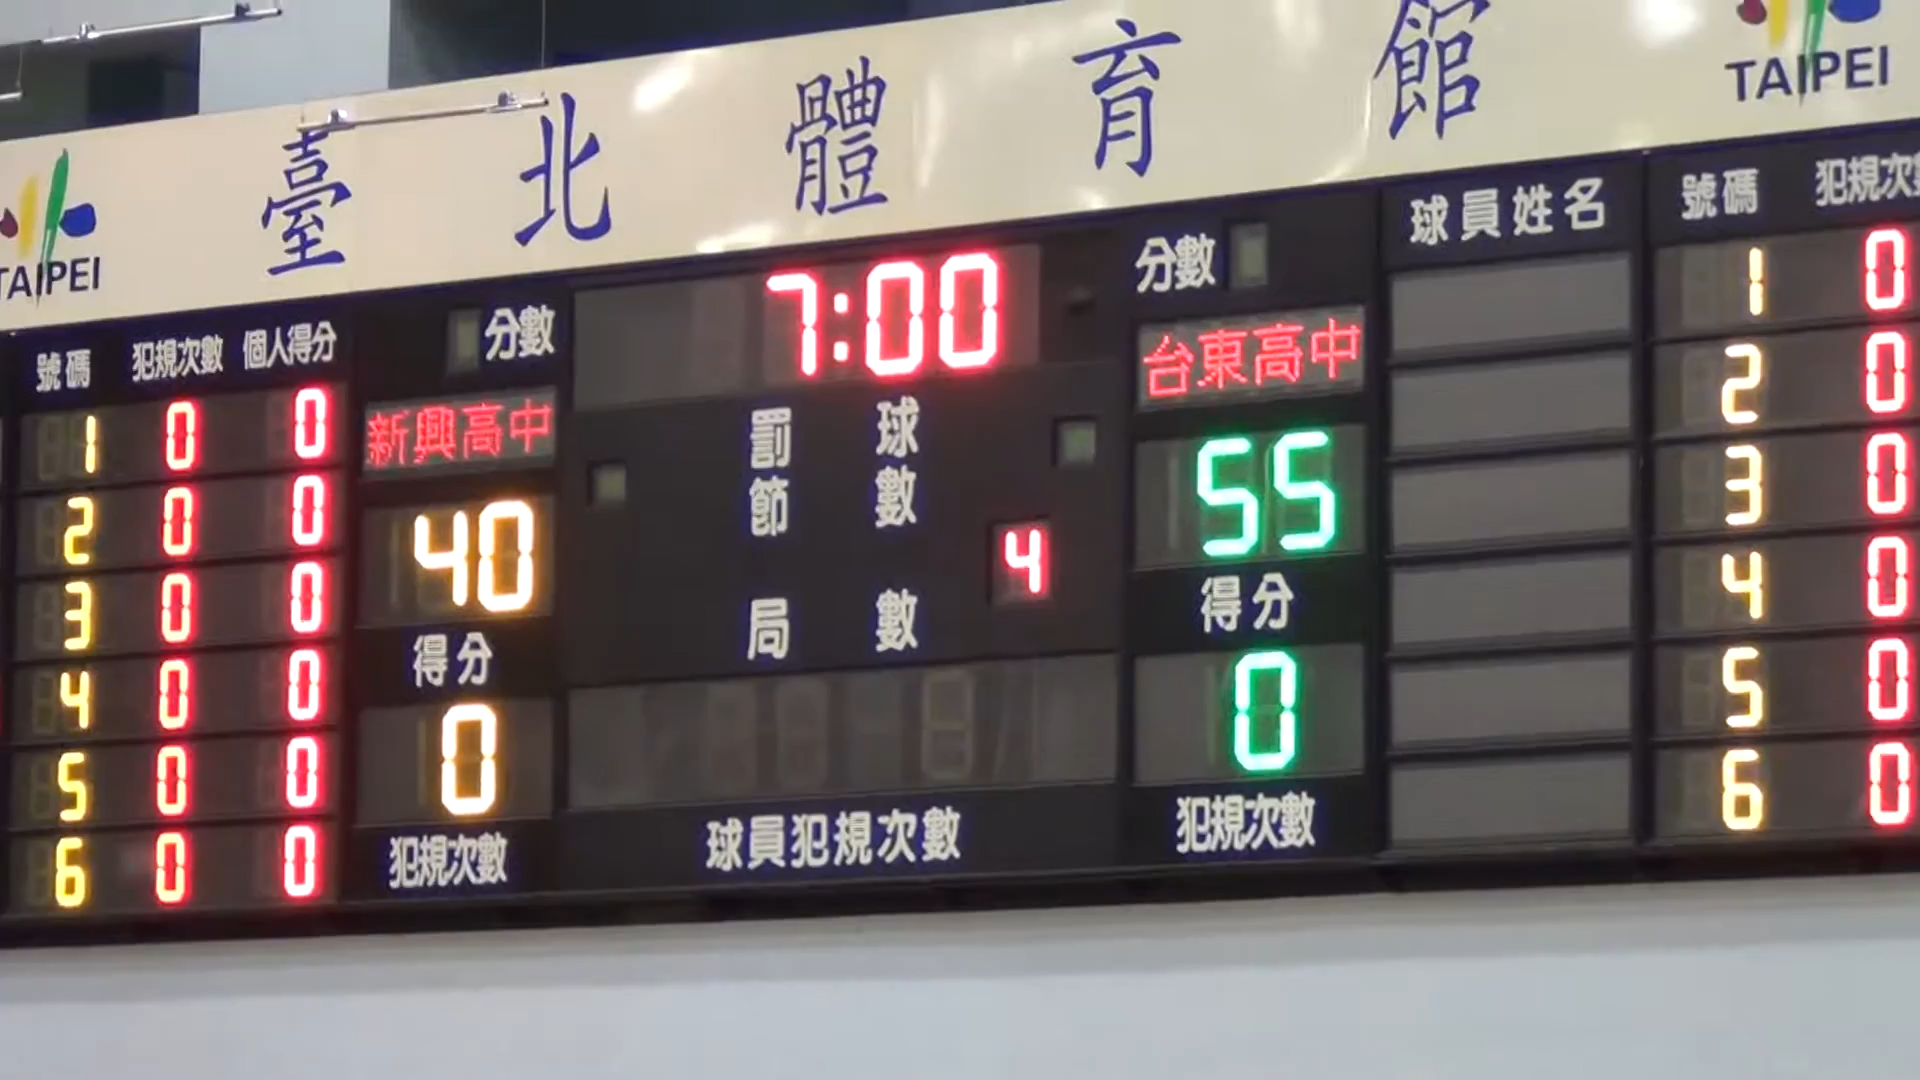 臺北體育館
TAIPEI
TAIPEI
號碼 犯規次數 個人得分
1 0 0
2 0 0
3 0 0
4 0 0
5 0 0
6 0 0
分數
新興高中
40
得分
0
犯規次數
7:00
罰球
節數
4
局數
球員犯規次數
分數
台東高中
55
得分
0
犯規次數
球員姓名
號碼 犯規次
1 0
2 0
3 0
4 0
5 0
6 0